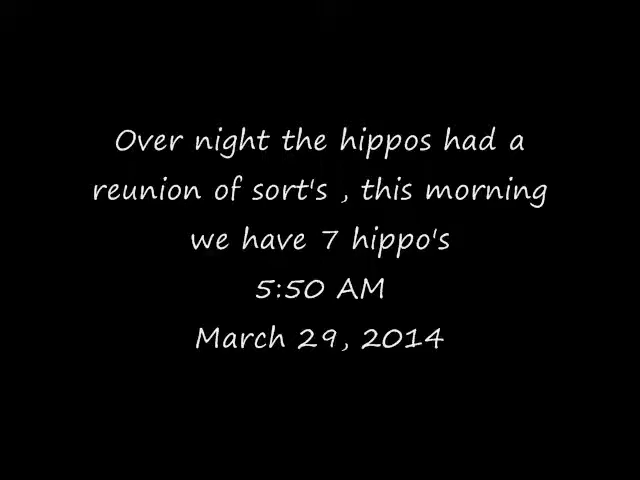 Over night the hippos had a
reunion of sort's , this morning
we have 7 hippo's
5:50 AM
March 29, 2014